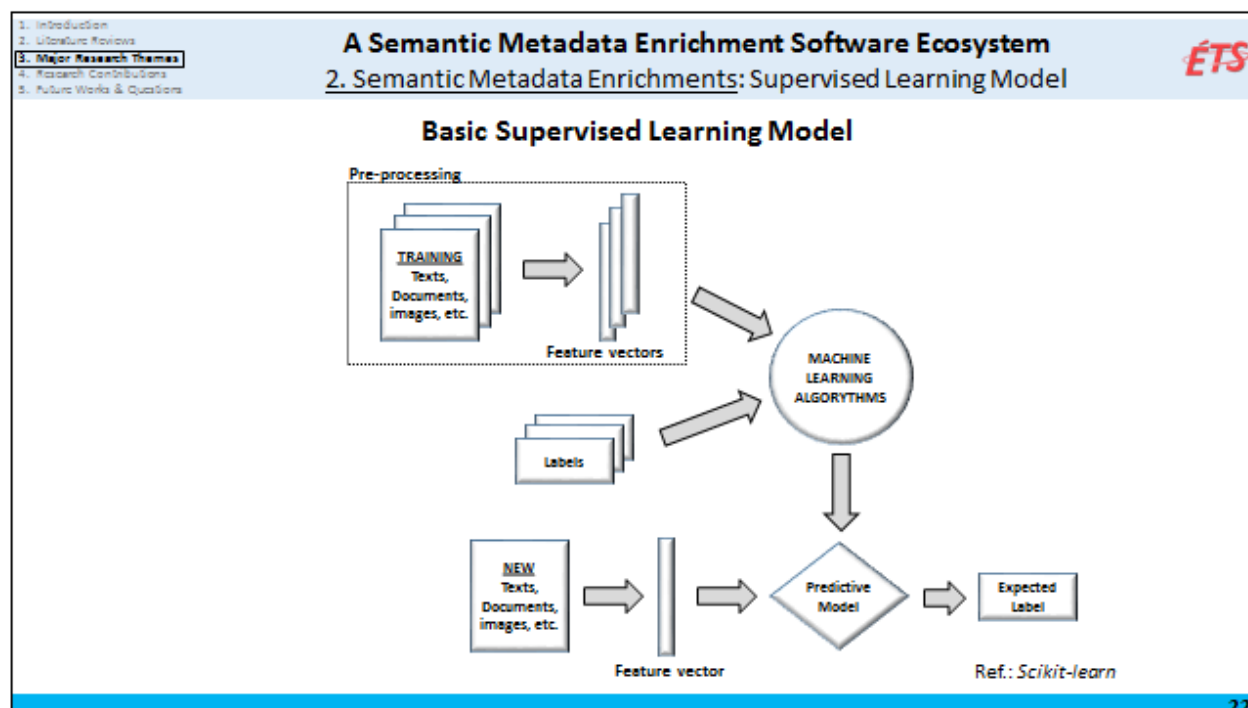 1. Introduction
2. Literature Reviews
3. Major Research Themes
4. Research Contributions
5. Future Works & Questions
A Semantic Metadata Enrichment Software Ecosystem
2. Semantic Metadata Enrichments: Supervised Learning Model
ÉTS
Basic Supervised Learning Model
Pre-processing
TRAINING
Texts,
Documents,
images, etc.
Feature vectors
MACHINE
LEARNING
ALGORYTHMS
Labels
NEW
Texts,
Documents,
images, etc.
Feature vector
Predictive
Model
Expected
Label
Ref.: Scikit-learn